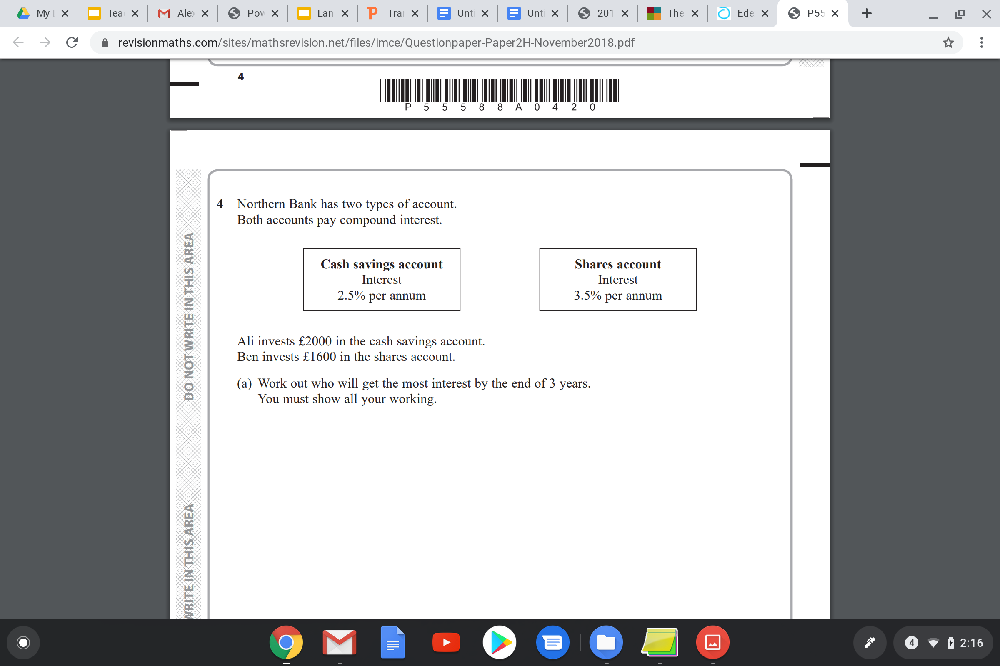 My
Tea
Ale
Pow
Lan
Tra
Unti
Unti
201
The
Ede
P55
revisionmaths.com/sites/mathsrevision.net/files/imce/Questionpaper-Paper2H-November2018.pdf
4
P 5 5 5 8 8 A 0 4 2 0
DO NOT WRITE IN THIS AREA
4 Northern Bank has two types of account.
Both accounts pay compound interest.
Cash savings account
Interest
2.5% per annum
Shares account
Interest
3.5% per annum
Ali invests £2000 in the cash savings account.
Ben invests £1600 in the shares account.
(a) Work out who will get the most interest by the end of 3 years.
You must show all your working.
WRITE IN THIS AREA
4 2:16